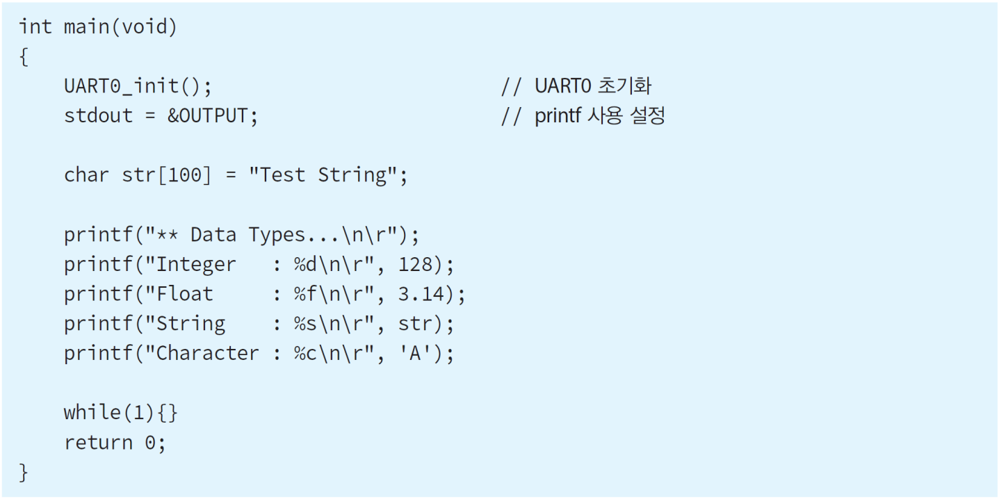 int main(void)
{
    UART0_init();                         // UART0 초기화
    stdout = &OUTPUT;                     // printf 사용 설정

    char str[100] = "Test String";

    printf("** Data Types...\n\r");
    printf("Integer   : %d\n\r", 128);
    printf("Float     : %f\n\r", 3.14);
    printf("String    : %s\n\r", str);
    printf("Character : %c\n\r", 'A');

    while(1){}
    return 0;
}